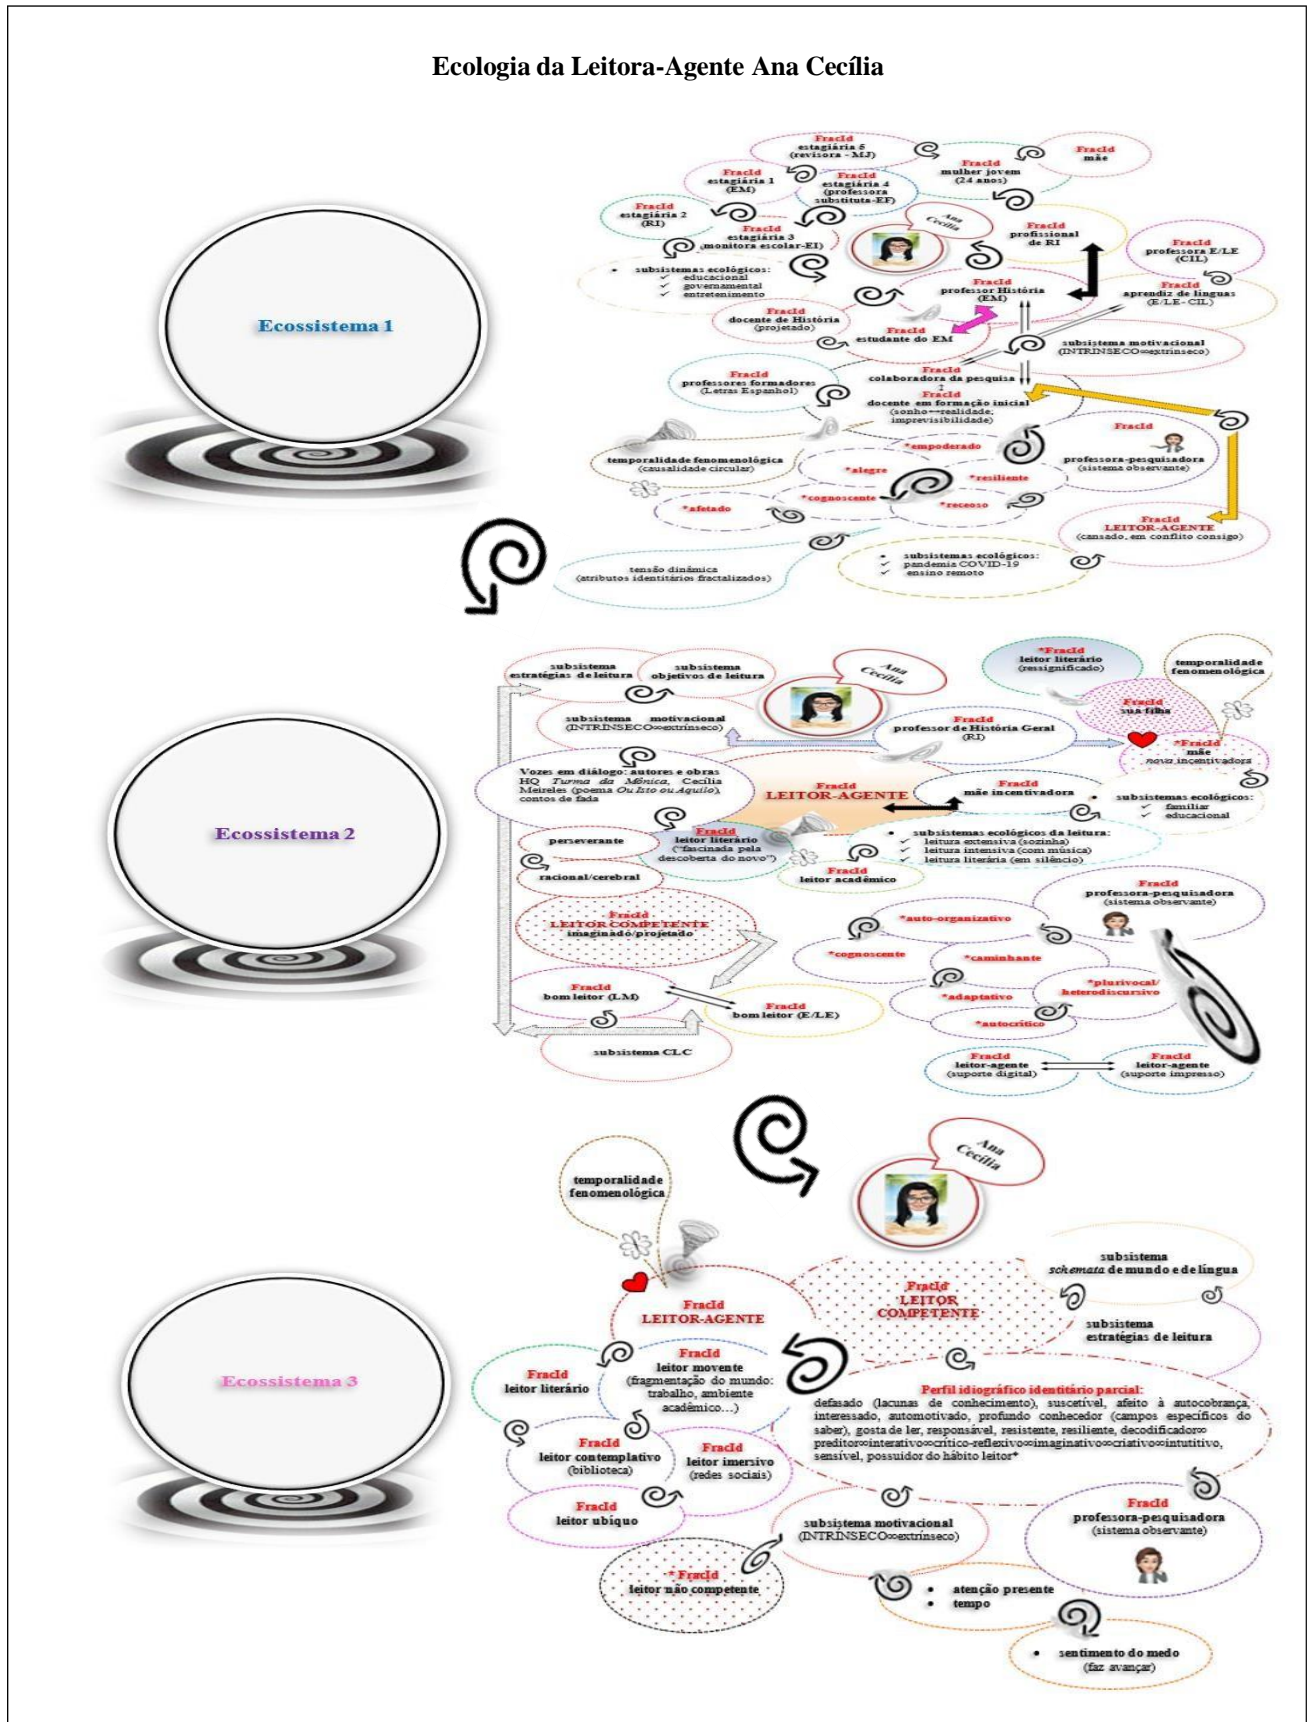 Ecologia da Leitora-Agente Ana Cecília
Ecossistema 1
FracId
estagiária 5
(revisora - MJ)
FracId
mulher jovem
(24 anos)
FracId
mãe
FracId
estagiária 1
(EM)
FracId
estagiária 4
(professora
substituta-EF)
FracId
estagiária 2
(RI)
FracId
estagiária 3
(monitora escolar-EI)
Ana
Cecília
FracId
profissional
de RI
FracId
professora E/LE
(CIL)
• subsistemas ecológicos:
✓ educacional
✓ governamental
✓ entretenimento
FracId
professor História
(EM)
FracId
aprendiz de línguas
(E/LE- CIL)
FracId
docente de História
(projetado)
FracId
estudante do EM
subsistema motivacional
(INTRÍNSECO∞extrínseco)
FracId
professores formadores
(Letras Espanhol)
FracId
colaboradora da pesquisa
↕
FracId
docente em formação inicial
(sonho↔realidade;
imprevisibilidade)
FracId
professora-pesquisadora
(sistema observante)
temporalidade fenomenológica
(causalidade circular)
*empoderado
*alegre
*resiliente
*cognoscente
*afetado
*receoso
FracId
LEITOR-AGENTE
(cansado, em conflito consigo)
tensão dinâmica
(atributos identitários fractalizados)
• subsistemas ecológicos:
✓ pandemia COVID-19
✓ ensino remoto
Ecossistema 2
subsistema
estratégias de leitura
subsistema
objetivos de leitura
Ana
Cecília
*FracId
leitor literário
(ressignificado)
temporalidade
fenomenológica
subsistema motivacional
(INTRÍNSECO∞extrínseco)
FracId
professor de História Geral
(RI)
FracId
sua filha
*FracId
mãe
nova incentivadora
Vozes em diálogo: autores e obras
HQ Turma da Mônica, Cecília
Meireles (poema Ou Isto ou Aquilo),
contos de fada
FracId
LEITOR-AGENTE
FracId
mãe incentivadora
• subsistemas ecológicos:
✓ familiar
✓ educacional
perseverante
FracId
leitor literário
("fascinada pela
descoberta do novo")
• subsistemas ecológicos da leitura:
✓ leitura extensiva (sozinha)
✓ leitura intensiva (com música)
✓ leitura literária (em silêncio)
racional/cerebral
FracId
leitor acadêmico
FracId
LEITOR COMPETENTE
imaginado/projetado
FracId
professora-pesquisadora
(sistema observante)
*auto-organizativo
*cognoscente
*caminhante
*adaptativo
*plurivocal/
heterodiscursivo
*autocrítico
FracId
bom leitor (LM)
FracId
bom leitor (E/LE)
subsistema CLC
FracId
leitor-agente
(suporte digital)
FracId
leitor-agente
(suporte impresso)
Ecossistema 3
Ana
Cecília
temporalidade
fenomenológica
FracId
LEITOR-AGENTE
FracId
LEITOR
COMPETENTE
subsistema
schemata de mundo e de língua
subsistema
estratégias de leitura
FracId
leitor literário
FracId
leitor movente
(fragmentação do mundo:
trabalho, ambiente
acadêmico...)
Perfil idiográfico identitário parcial:
defasado (lacunas de conhecimento), suscetível, afeito à autocobrança,
interessado, automotivado, profundo conhecedor (campos específicos do
saber), gosta de ler, responsável, resistente, resiliente, decodificador∞
preditor∞interativo∞crítico-reflexivo∞imaginativo∞criativo∞intutitivo,
sensível, possuidor do hábito leitor*
FracId
leitor contemplativo
(biblioteca)
FracId
leitor imersivo
(redes sociais)
FracId
leitor ubíquo
subsistema motivacional
(INTRÍNSECO∞extrínseco)
FracId
professora-pesquisadora
(sistema observante)
* FracId
leitor não competente
• atenção presente
• tempo
• sentimento do medo
(faz avançar)